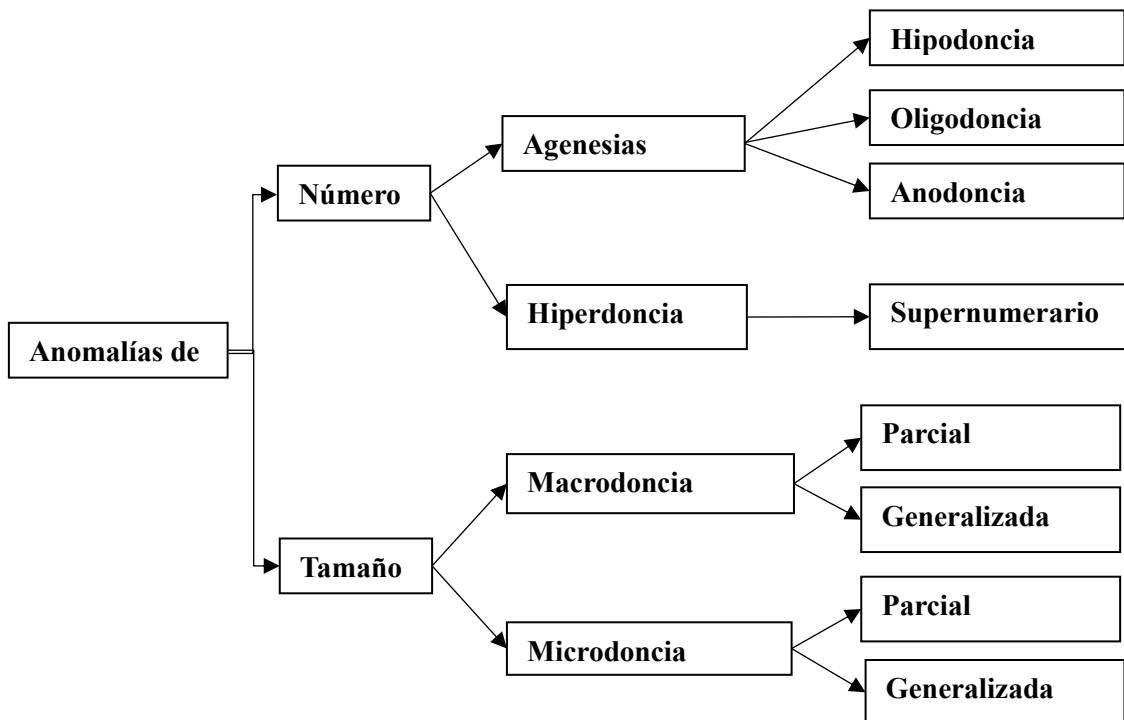 Anomalías de
Número
Agenesias
Hipodoncia
Oligodoncia
Anodoncia
Hiperdoncia
Supernumerario
Tamaño
Macrodoncia
Parcial
Generalizada
Microdoncia
Parcial
Generalizada